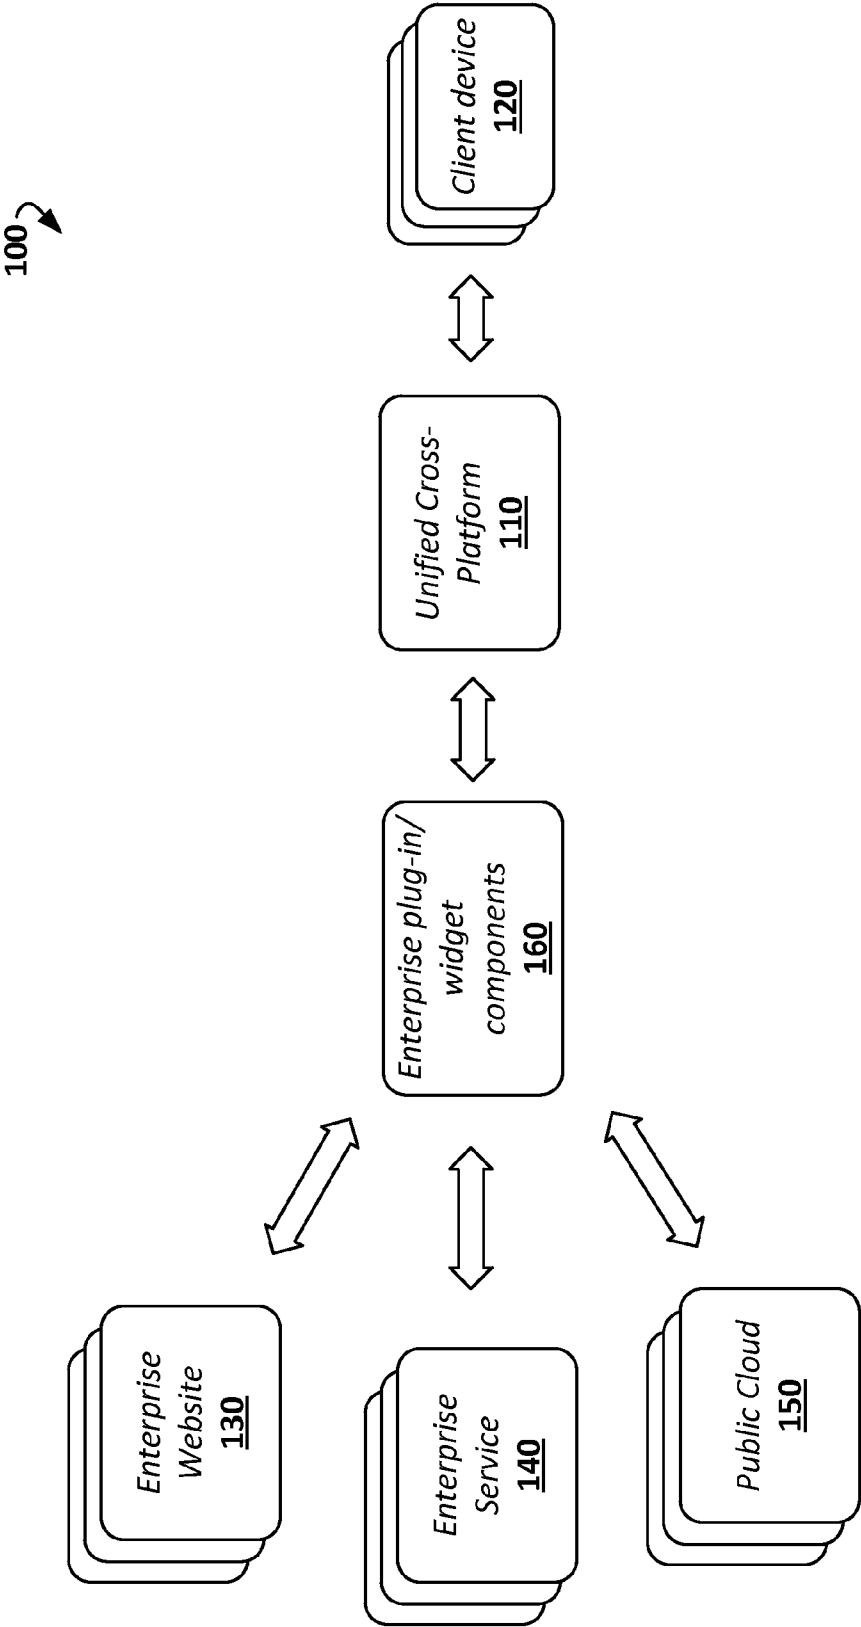 100
Enterprise
Website
130
Enterprise
Service
140
Public Cloud
150
Enterprise plug-in/
widget
components
160
Unified Cross-
Platform
110
Client device
120